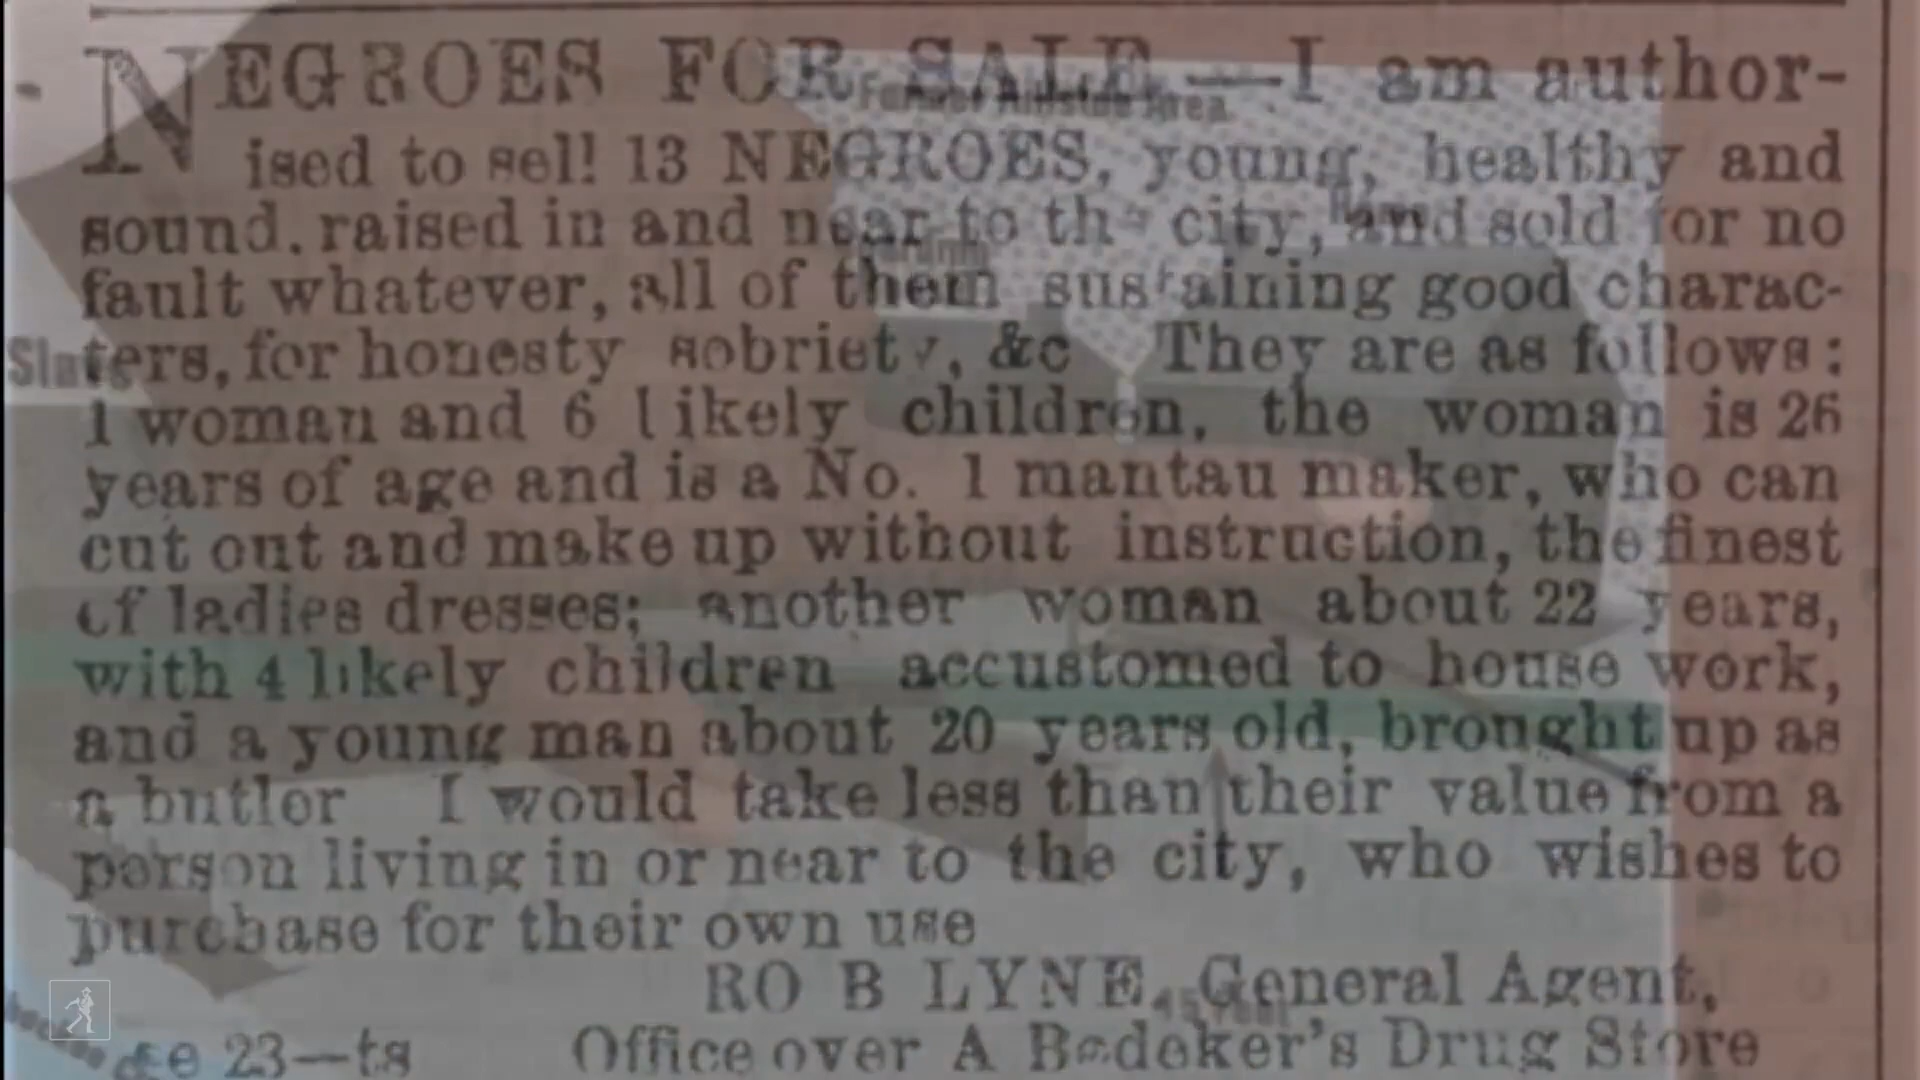 NEGROES FOR SALE—I am author-
ised to sell 13 NEGROES, young, healthy and
sound, raised in and near to the city, and sold for no
fault whatever, all of them sustaining good charac-
ters, for honesty sobriety, &c They are as follows:
1 woman and 6 likely children, the woman is 26
years of age and is a No. 1 mantau maker, who can
cut out and make up without instruction, the finest
of ladies dresses; another woman about 22 years,
with 4 likely children accustomed to house work,
and a young man about 20 years old, brought up as
a butler I would take less than their value from a
person living in or near to the city, who wishes to
purchase for their own use
RO B LYNE, General Agent,
se 23—ts Office over A Bodeker's Drug Store
Former Area